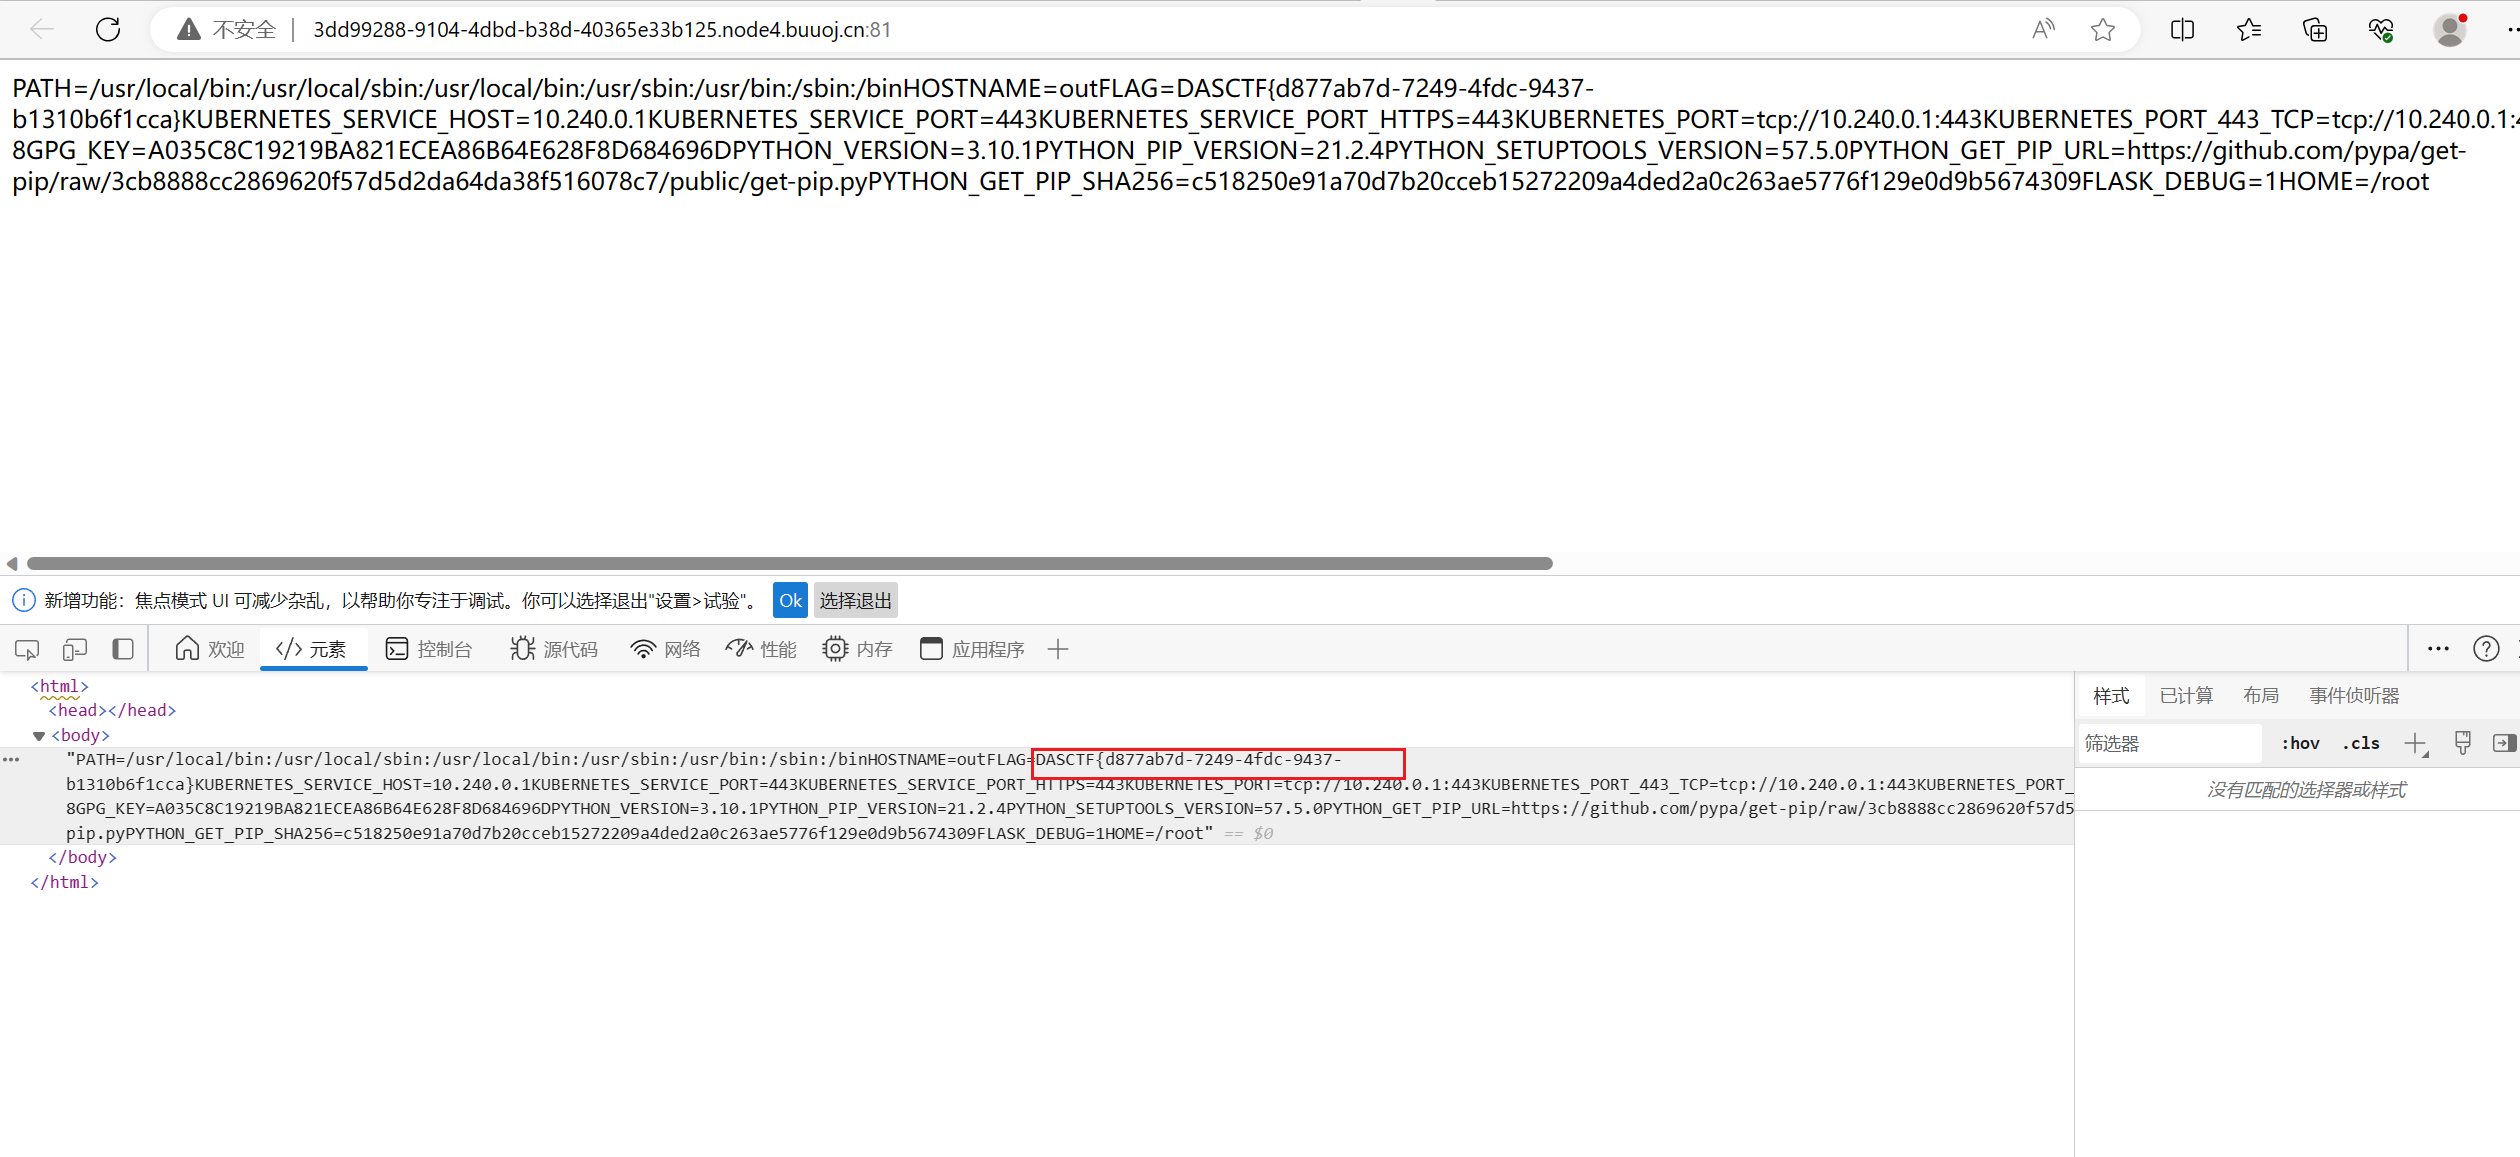 不安全 | 3dd99288-9104-4dbd-b38d-40365e33b125.node4.buuoj.cn:81
PATH=/usr/local/bin:/usr/local/sbin:/usr/local/bin:/usr/sbin:/usr/bin:/sbin:/binHOSTNAME=outFLAG=DASCTF{d877ab7d-7249-4fdc-9437-
b1310b6f1cca}KUBERNETES_SERVICE_HOST=10.240.0.1KUBERNETES_SERVICE_PORT=443KUBERNETES_SERVICE_PORT_HTTPS=443KUBERNETES_PORT=tcp://10.240.0.1:443KUBERNETES_PORT_443_TCP=tcp://10.240.0.1:4
8GPG_KEY=A035C8C19219BA821ECEA86B64E628F8D684696DPYTHON_VERSION=3.10.1PYTHON_PIP_VERSION=21.2.4PYTHON_SETUPTOOLS_VERSION=57.5.0PYTHON_GET_PIP_URL=https://github.com/pypa/get-
pip/raw/3cb8888cc2869620f57d5d2da64da38f516078c7/public/get-pip.pyPYTHON_GET_PIP_SHA256=c518250e91a70d7b20cceb15272209a4ded2a0c263ae5776f129e0d9b5674309FLASK_DEBUG=1HOME=/root
新增功能：焦点模式 UI 可减少杂乱，以帮助你专注于调试。你可以选择退出"设置>试验"。 Ok 选择退出
欢迎 元素 控制台 源代码 网络 性能 内存 应用程序
<html>
<head></head>
<body>
"PATH=/usr/local/bin:/usr/local/sbin:/usr/local/bin:/usr/sbin:/usr/bin:/sbin:/binHOSTNAME=outFLAG=DASCTF{d877ab7d-7249-4fdc-9437-
b1310b6f1cca}KUBERNETES_SERVICE_HOST=10.240.0.1KUBERNETES_SERVICE_PORT=443KUBERNETES_SERVICE_PORT_HTTPS=443KUBERNETES_PORT=tcp://10.240.0.1:443KUBERNETES_PORT_443_TCP=tcp://10.240.0.1:443KUBERNETES_PORT_
8GPG_KEY=A035C8C19219BA821ECEA86B64E628F8D684696DPYTHON_VERSION=3.10.1PYTHON_PIP_VERSION=21.2.4PYTHON_SETUPTOOLS_VERSION=57.5.0PYTHON_GET_PIP_URL=https://github.com/pypa/get-pip/raw/3cb8888cc2869620f57d5
pip.pyPYTHON_GET_PIP_SHA256=c518250e91a70d7b20cceb15272209a4ded2a0c263ae5776f129e0d9b5674309FLASK_DEBUG=1HOME=/root" == $0
</body>
</html>
样式 已计算 布局 事件侦听器
筛选器 :hov .cls
没有匹配的选择器或样式